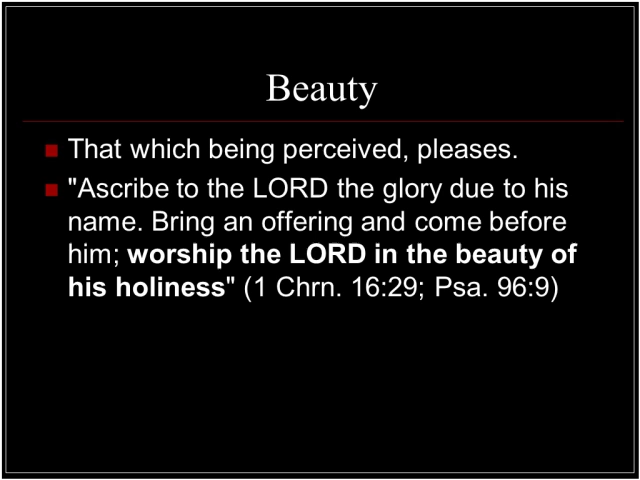 Beauty
That which being perceived, pleases.
"Ascribe to the LORD the glory due to his
name. Bring an offering and come before
him; worship the LORD in the beauty of
his holiness" (1 Chrn. 16:29; Psa. 96:9)